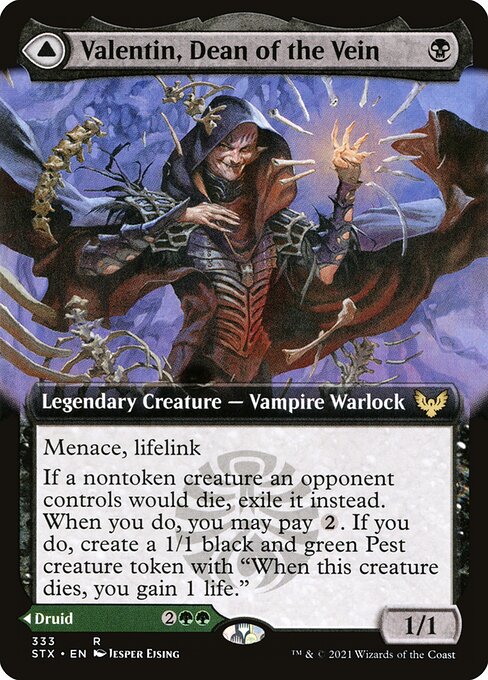 Valentin, Dean of the Vein
Legendary Creature — Vampire Warlock
Menace, lifelink
If a nontoken creature an opponent
controls would die, exile it instead.
When you do, you may pay 2. If you
do, create a 1/1 black and green Pest
creature token with “When this creature
dies, you gain 1 life.”
Druid 2
1/1
333 R
STX • EN Jesper Eising
™ & © 2021 Wizards of the Coast